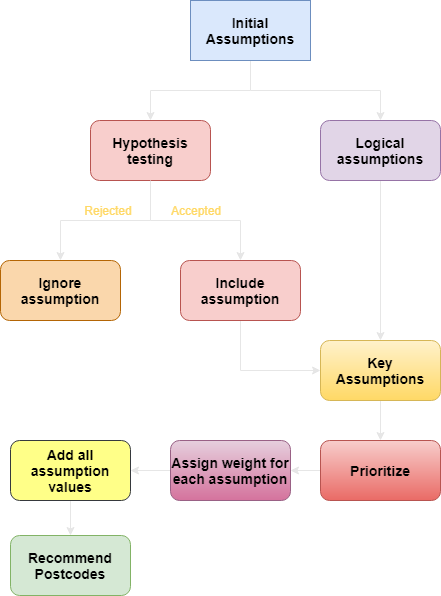 Initial
Assumptions
Hypothesis
testing
Logical
assumptions
Rejected
Accepted
Ignore
assumption
Include
assumption
Key
Assumptions
Prioritize
Assign weight for
each assumption
Add all
assumption
values
Recommend
Postcodes